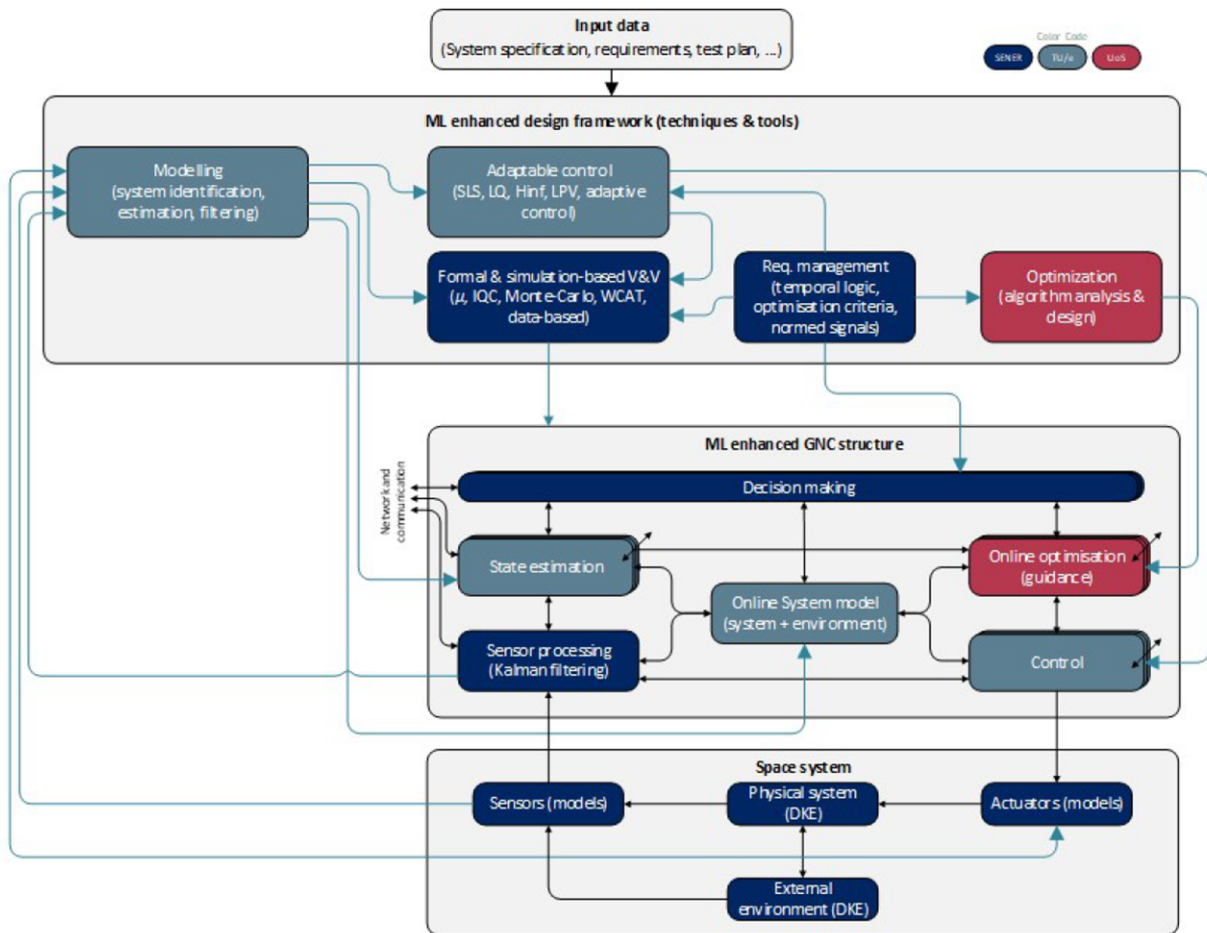 Input data
(System specification, requirements, test plan, ...)
Color Code
SENER
TU/e
UoS
ML enhanced design framework (techniques & tools)
Modelling
(system identification,
estimation, filtering)
Adaptable control
(SLS, LQ, Hinf, LPV, adaptive
control)
Formal & simulation-based V&V
(μ, IQC, Monte-Carlo, WCAT,
data-based)
Req. management
(temporal logic,
optimisation criteria,
normed signals)
Optimization
(algorithm analysis &
design)
ML enhanced GNC structure
Network and
communication
Decision making
State estimation
Online optimisation
(guidance)
Online System model
(system + environment)
Sensor processing
(Kalman filtering)
Control
Space system
Sensors (models)
Physical system
(DKE)
Actuators (models)
External
environment (DKE)